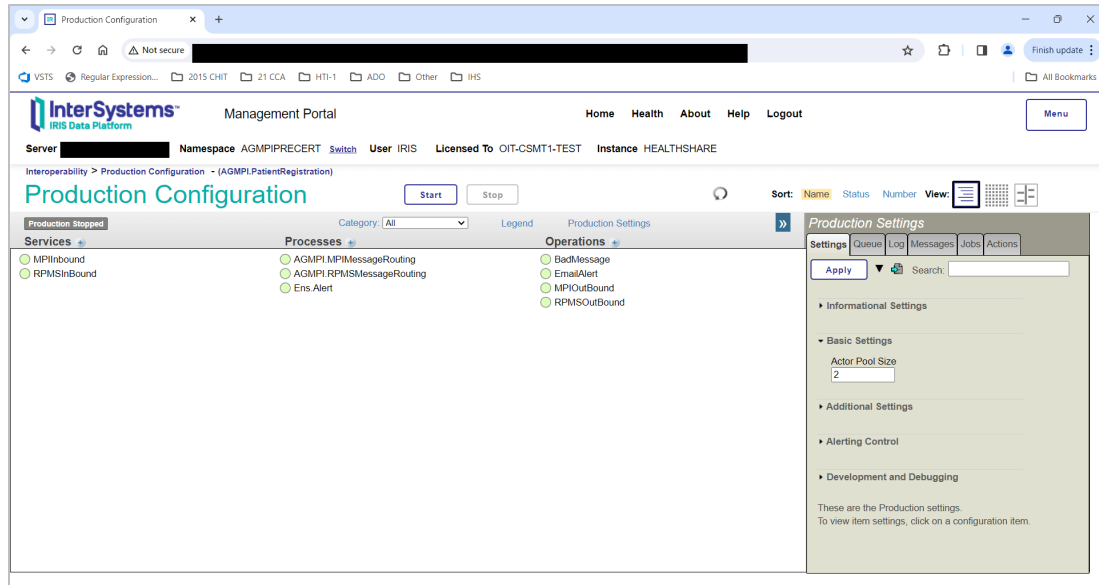 Production Configuration
Not secure
Finish update
VSTS Regular Expression... 2015 CHIT 21 CCA HTI-1 ADO Other IHS All Bookmarks
InterSystems™
IRIS Data Platform
Management Portal
Home Health About Help Logout
Menu
Server Namespace AGMPIPRECERT Switch User IRIS Licensed To OIT-CSMT1-TEST Instance HEALTHSHARE
Interoperability > Production Configuration - (AGMPI.PatientRegistration)
Production Configuration Start Stop Sort: Name Status Number View:
Production Stopped Category: All Legend Production Settings »
Services Processes Operations
MPIInbound AGMPI.MPIMessageRouting BadMessage
RPMSInBound AGMPI.RPMSMessageRouting EmailAlert
Ens.Alert MPIOutBound
RPMSOutBound
Production Settings
Settings Queue Log Messages Jobs Actions
Apply Search:
Informational Settings
Basic Settings
Actor Pool Size
2
Additional Settings
Alerting Control
Development and Debugging
These are the Production settings.
To view item settings, click on a configuration item.